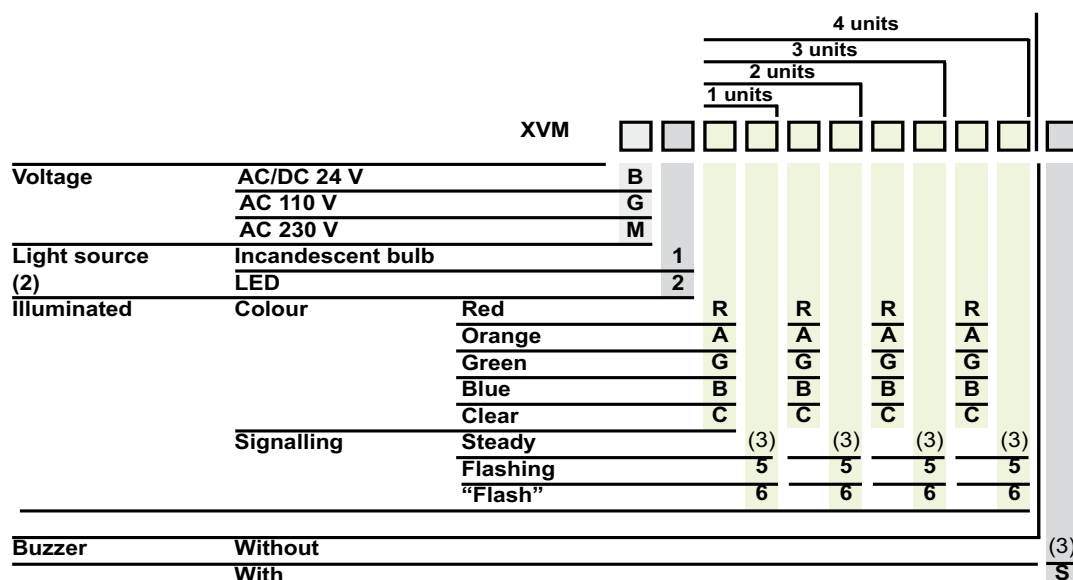 4 units
3 units
2 units
1 units
XVM
Voltage AC/DC 24 V B
AC 110 V G
AC 230 V M
Light source Incandescent bulb 1
(2) LED 2
Illuminated Colour Red R R R R
Orange A A A A
Green G G G G
Blue B B B B
Clear C C C C
Signalling Steady (3) (3) (3) (3)
Flashing 5 5 5 5
“Flash” 6 6 6 6
Buzzer Without (3)
With S